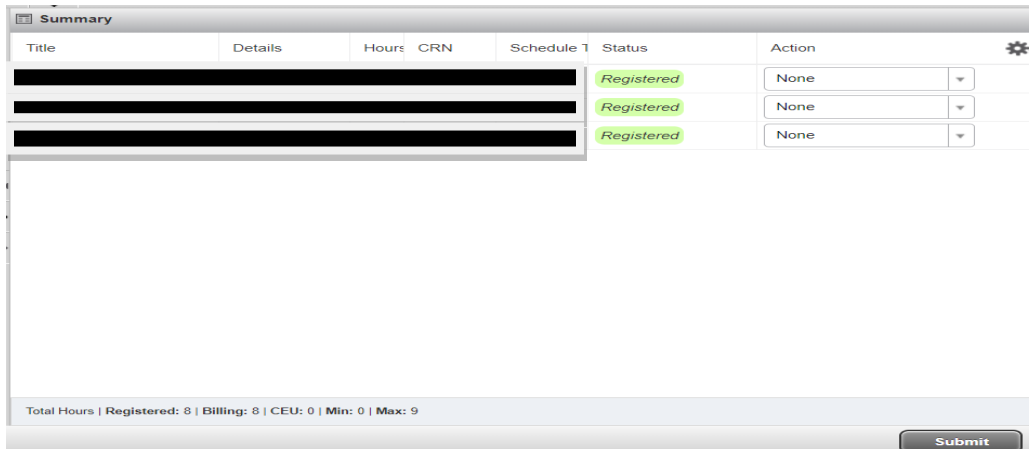 Summary
Title Details Hours CRN Schedule T Status Action
Registered None
Registered None
Registered None
Total Hours | Registered: 8 | Billing: 8 | CEU: 0 | Min: 0 | Max: 9
Submit